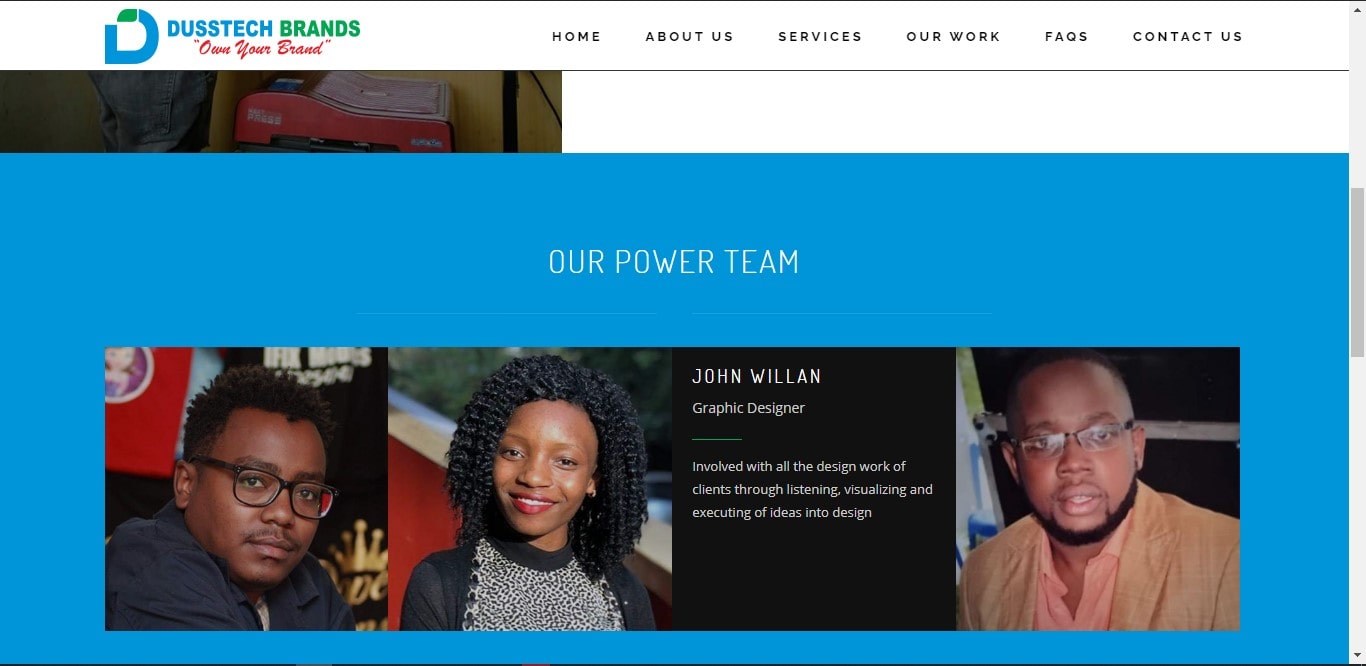 DUSSTECH BRANDS
"Own Your Brand"
HOME ABOUT US SERVICES OUR WORK FAQS CONTACT US
PRESS
OUR POWER TEAM
JOHN WILLAN
Graphic Designer
Involved with all the design work of
clients through listening, visualizing and
executing of ideas into design